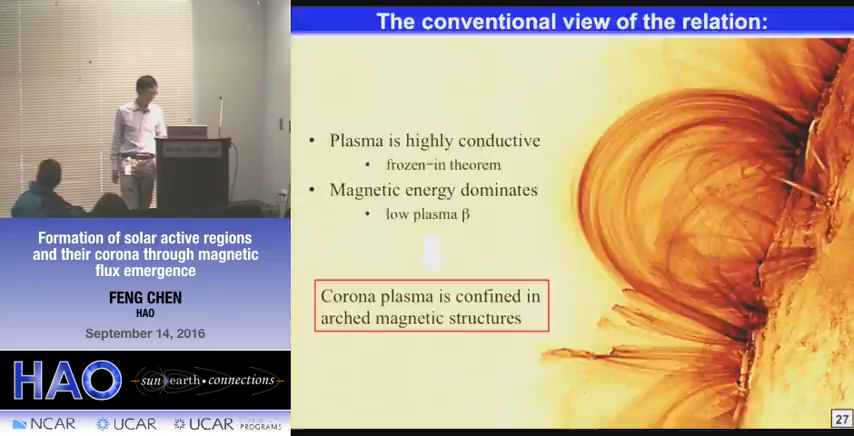 The conventional view of the relation:
• Plasma is highly conductive
• frozen-in theorem
• Magnetic energy dominates
• low plasma β
Corona plasma is confined in
arched magnetic structures
27
Formation of solar active regions
and their corona through magnetic
flux emergence
FENG CHEN
HAO
September 14, 2016
HAO
sun earth • connections
NCAR
UCAR
UCAR
PROGRAMS